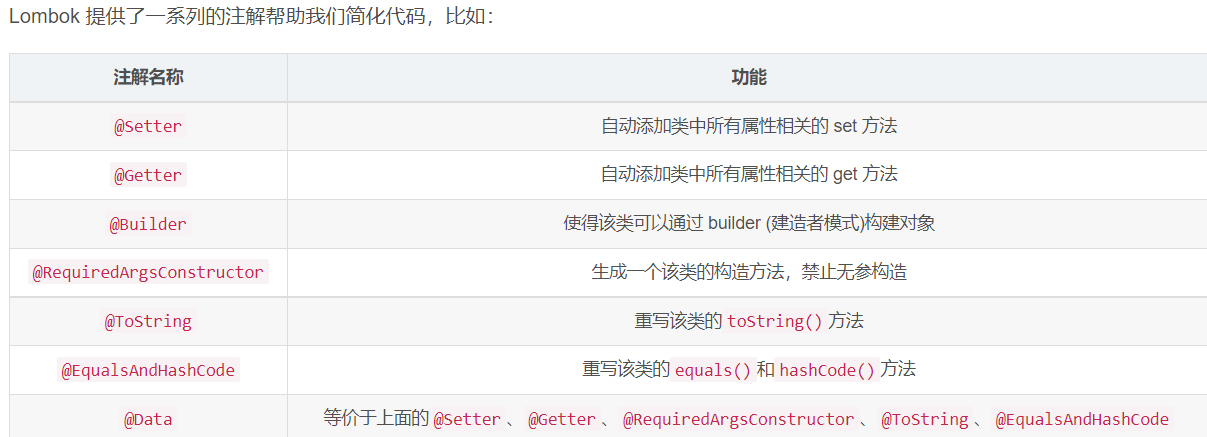 Lombok 提供了一系列的注解帮助我们简化代码，比如：
注解名称 功能
@Setter 自动添加类中所有属性相关的 set 方法
@Getter 自动添加类中所有属性相关的 get 方法
@Builder 使得该类可以通过 builder (建造者模式)构建对象
@RequiredArgsConstructor 生成一个该类的构造方法，禁止无参构造
@ToString 重写该类的 toString() 方法
@EqualsAndHashCode 重写该类的 equals() 和 hashCode() 方法
@Data 等价于上面的 @Setter 、 @Getter 、 @RequiredArgsConstructor 、 @ToString 、 @EqualsAndHashCode